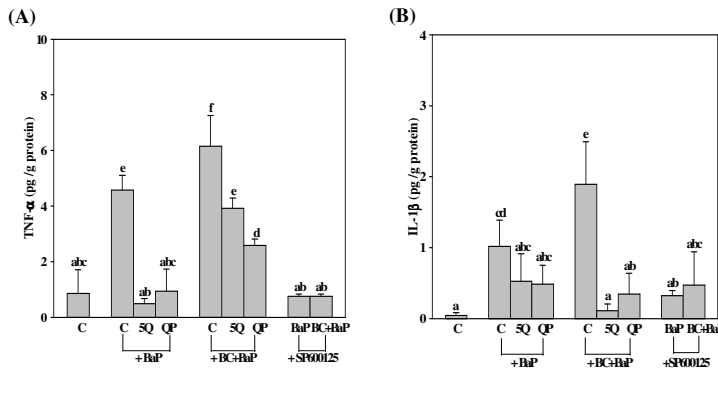 (A)
10
8
6
4
2
0
TNF-α (pg /g protein)
abc
e
ab
abc
f
e
d
ab
ab
C
C 5Q QP
BaP BC+BaP
+ BaP
+ BC+BaP
+SP600125
(B)
4
3
2
1
0
IL-1β (pg /g protein)
a
cd
abc
abc
e
a
ab
ab
abc
C
C 5Q QP
C 5Q QP
BaP BC+Ba
+ BaP
+ BC+BaP
+SP600125